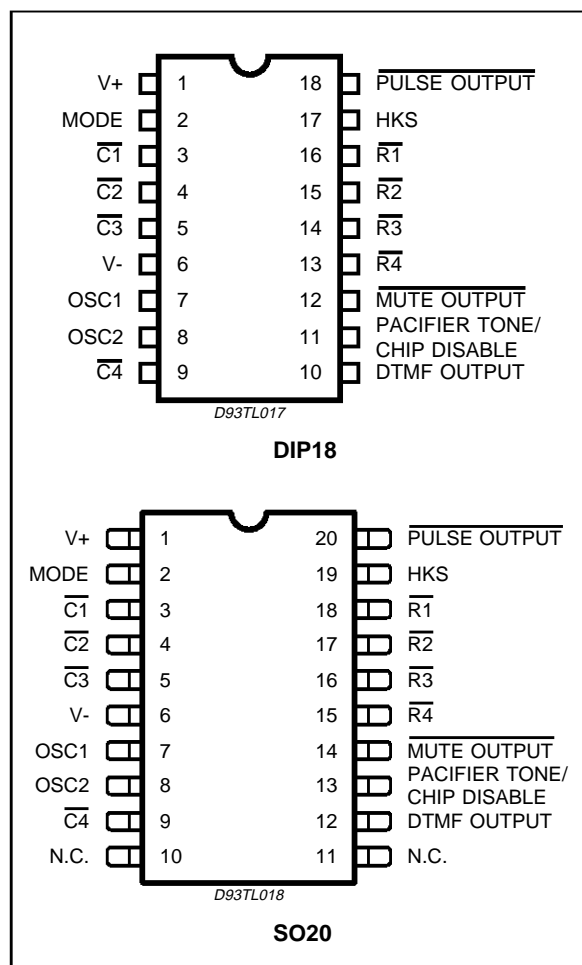 V+ 1 18 PULSE OUTPUT
MODE 2 17 HKS
C1 3 16 R1
C2 4 15 R2
C3 5 14 R3
V- 6 13 R4
OSC1 7 12 MUTE OUTPUT
OSC2 8 11 PACIFIER TONE/
CHIP DISABLE
C4 9 10 DTMF OUTPUT
D93TL017
DIP18
V+ 1 20 PULSE OUTPUT
MODE 2 19 HKS
C1 3 18 R1
C2 4 17 R2
C3 5 16 R3
V- 6 15 R4
OSC1 7 14 MUTE OUTPUT
OSC2 8 13 PACIFIER TONE/
CHIP DISABLE
C4 9 12 DTMF OUTPUT
N.C. 10 11 N.C.
D93TL018
SO20